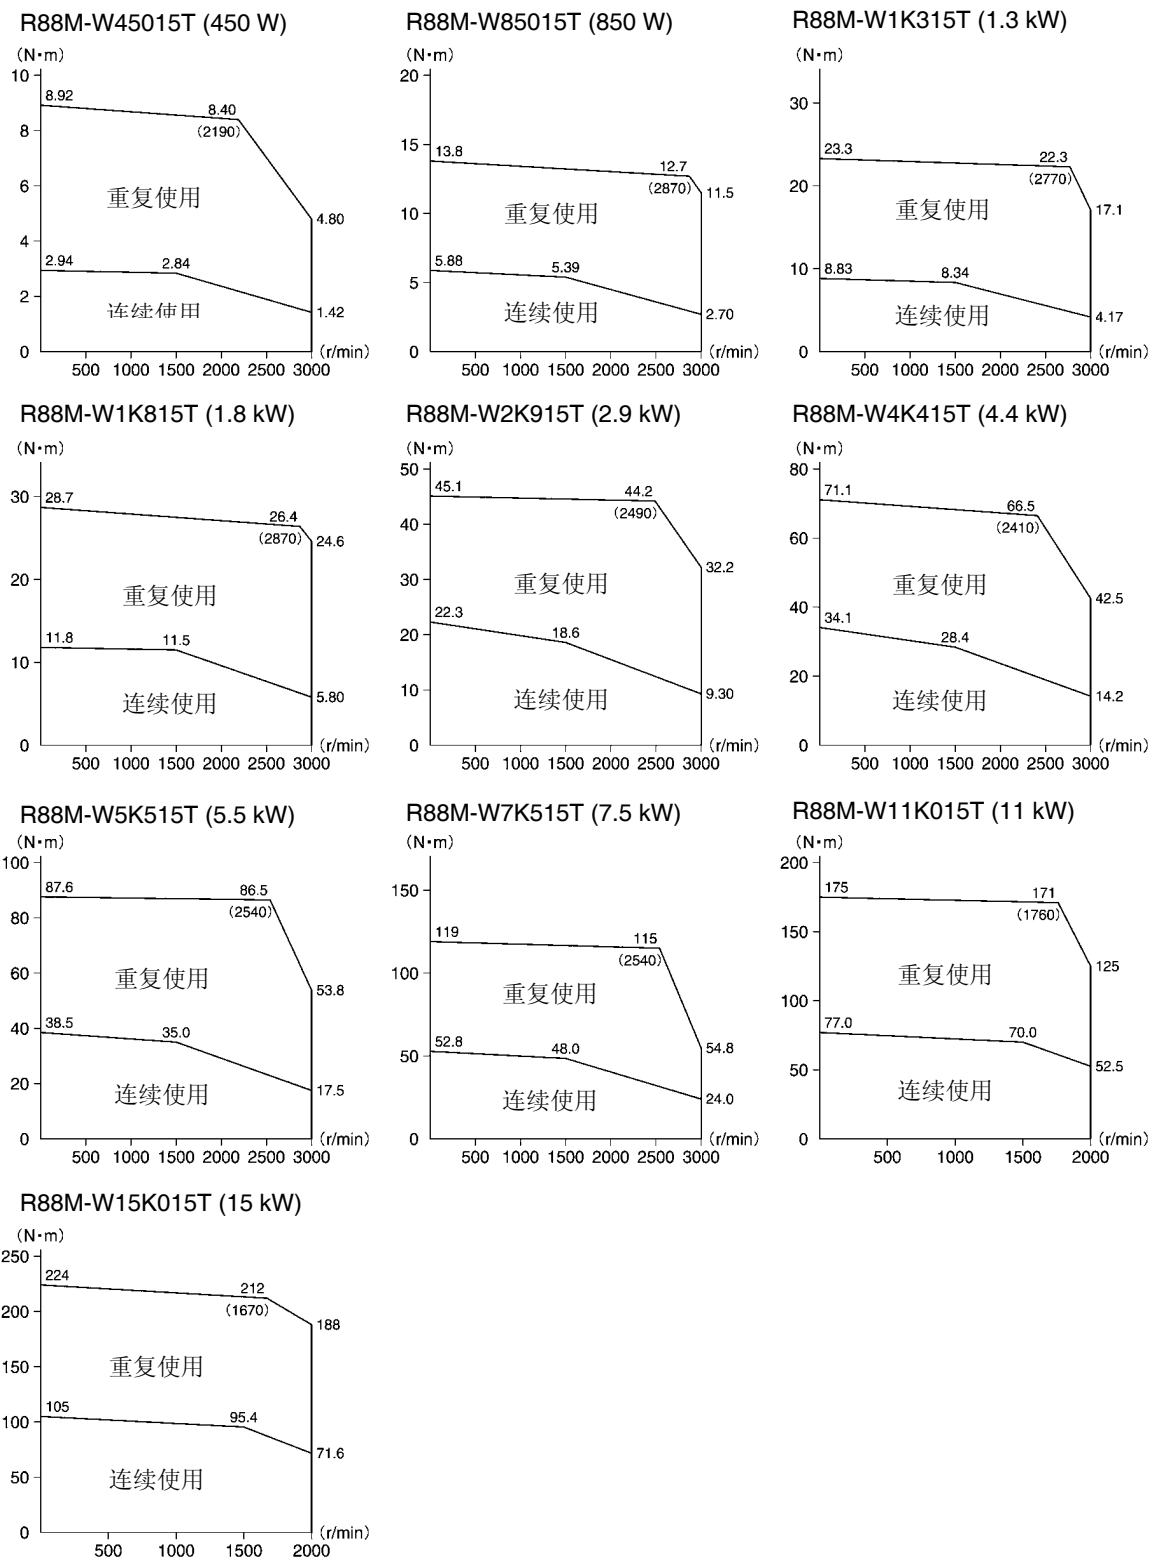 R88M-W45015T (450 W)
(N·m)
10
8.92
8.40
(2190)
8
6
重复使用
4.80
4
2.94
2.84
2
连续使用
1.42
0
(r/min)
500 1000 1500 2000 2500 3000
R88M-W85015T (850 W)
(N·m)
20
15
13.8
12.7
(2870)
11.5
10
重复使用
5.88
5.39
5
连续使用
2.70
0
(r/min)
500 1000 1500 2000 2500 3000
R88M-W1K315T (1.3 kW)
(N·m)
30
23.3
22.3
(2770)
20
重复使用
17.1
10
8.83
8.34
连续使用
4.17
0
(r/min)
500 1000 1500 2000 2500 3000
R88M-W1K815T (1.8 kW)
(N·m)
30
28.7
26.4
(2870)
24.6
20
重复使用
11.8
11.5
10
连续使用
5.80
0
(r/min)
500 1000 1500 2000 2500 3000
R88M-W2K915T (2.9 kW)
(N·m)
50
45.1
44.2
(2490)
40
32.2
30
重复使用
22.3
20
18.6
10
连续使用
9.30
0
(r/min)
500 1000 1500 2000 2500 3000
R88M-W4K415T (4.4 kW)
(N·m)
80
71.1
66.5
(2410)
60
重复使用
42.5
40
34.1
28.4
20
连续使用
14.2
0
(r/min)
500 1000 1500 2000 2500 3000
R88M-W5K515T (5.5 kW)
(N·m)
100
87.6
86.5
(2540)
80
60
重复使用
53.8
40
38.5
35.0
20
连续使用
17.5
0
(r/min)
500 1000 1500 2000 2500 3000
R88M-W7K515T (7.5 kW)
(N·m)
150
119
115
(2540)
100
重复使用
54.8
50
52.8
48.0
连续使用
24.0
0
(r/min)
500 1000 1500 2000 2500 3000
R88M-W11K015T (11 kW)
(N·m)
200
175
171
(1760)
150
重复使用
125
100
77.0
70.0
50
连续使用
52.5
0
(r/min)
500 1000 1500 2000
R88M-W15K015T (15 kW)
(N·m)
250
224
212
(1670)
200
188
150
重复使用
105
100
95.4
71.6
50
连续使用
0
(r/min)
500 1000 1500 2000